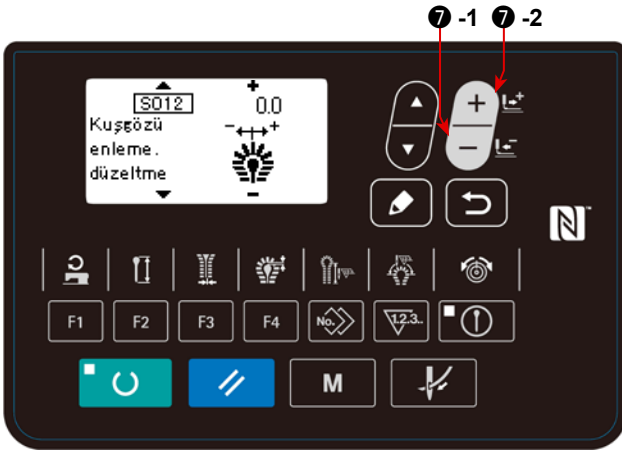 ❼ -1 ❼ -2
S012 0.0
Kuşgözü
enleme.
düzeltme
F1 F2 F3 F4 No. 1.2.3..
M
N